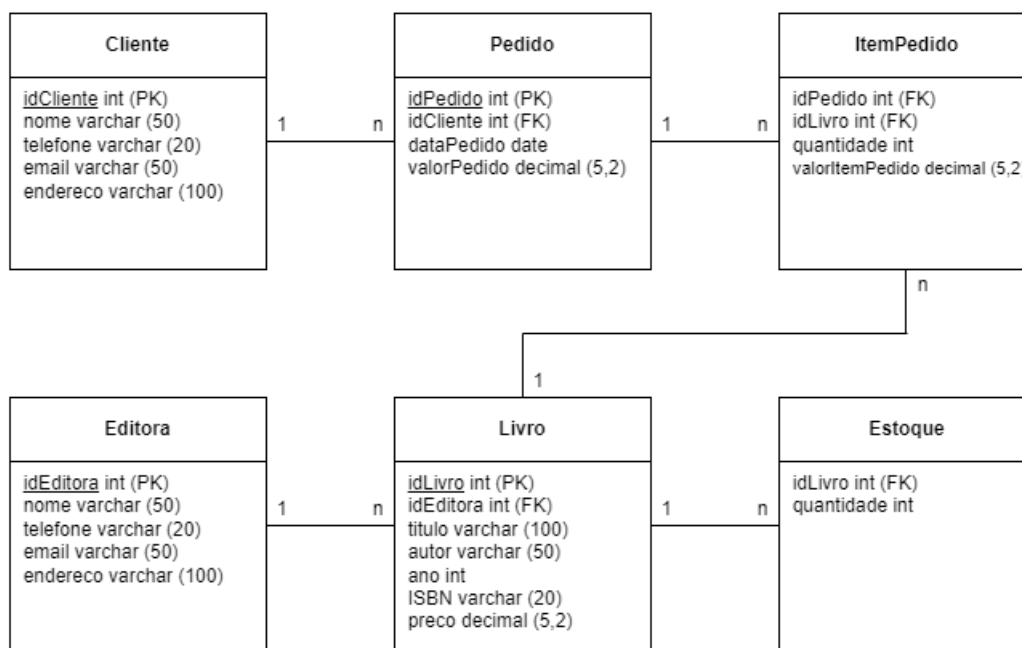 Cliente
idCliente int (PK)
nome varchar (50)
telefone varchar (20)
email varchar (50)
endereco varchar (100)
1
n
Pedido
idPedido int (PK)
idCliente int (FK)
dataPedido date
valorPedido decimal (5,2)
1
n
ItemPedido
idPedido int (FK)
idLivro int (FK)
quantidade int
valorItemPedido decimal (5,2
n
1
Editora
idEditora int (PK)
nome varchar (50)
telefone varchar (20)
email varchar (50)
endereco varchar (100)
1
n
Livro
idLivro int (PK)
idEditora int (FK)
titulo varchar (100)
autor varchar (50)
ano int
ISBN varchar (20)
preco decimal (5,2)
1
n
Estoque
idLivro int (FK)
quantidade int